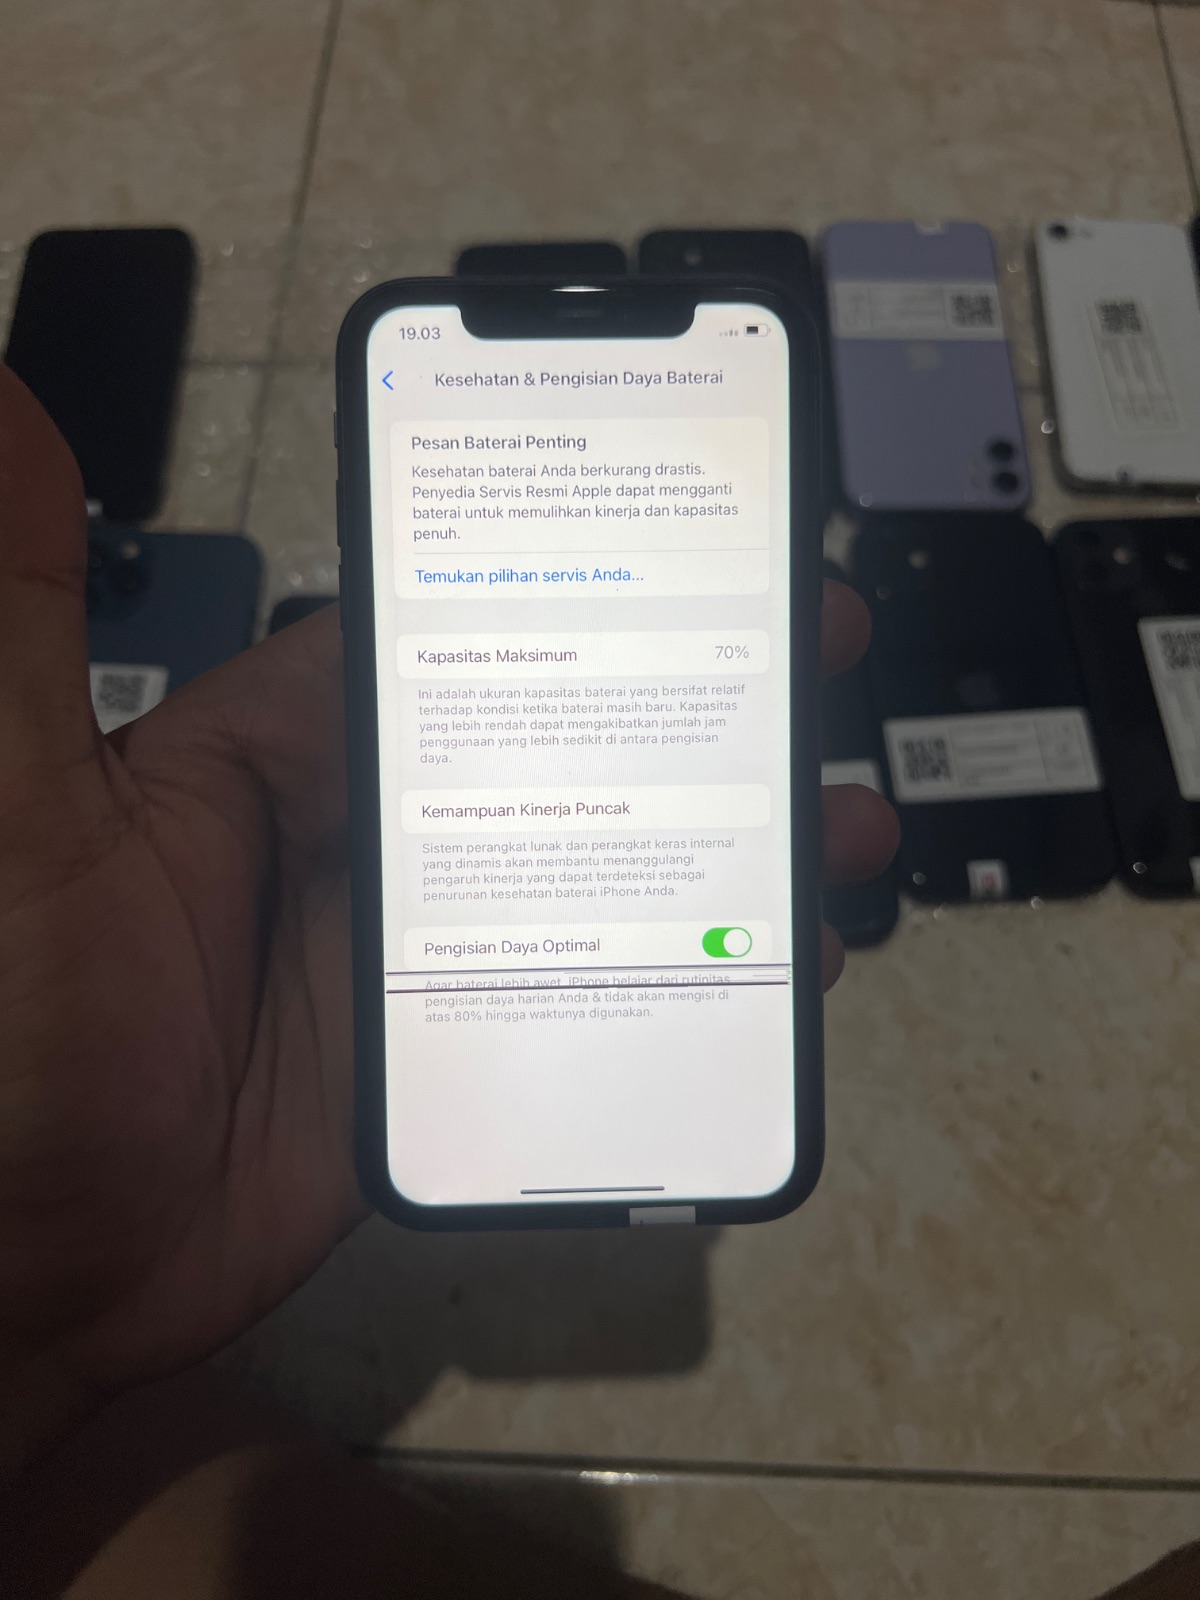 19.03
Kesehatan & Pengisian Daya Baterai
Pesan Baterai Penting
Kesehatan baterai Anda berkurang drastis.
Penyedia Servis Resmi Apple dapat mengganti
baterai untuk memulihkan kinerja dan kapasitas
penuh.
Temukan pilihan servis Anda...
Kapasitas Maksimum 70%
Ini adalah ukuran kapasitas baterai yang bersifat relatif
terhadap kondisi ketika baterai masih baru. Kapasitas
yang lebih rendah dapat mengakibatkan jumlah jam
penggunaan yang lebih sedikit di antara pengisian
daya.
Kemampuan Kinerja Puncak
Sistem perangkat lunak dan perangkat keras internal
yang dinamis akan membantu menanggulangi
pengaruh kinerja yang dapat terdeteksi sebagai
penurunan kesehatan baterai iPhone Anda.
Pengisian Daya Optimal
Agar baterai lebih awet, iPhone belajar dari rutinitas
pengisian daya harian Anda & tidak akan mengisi di
atas 80% hingga waktunya digunakan.